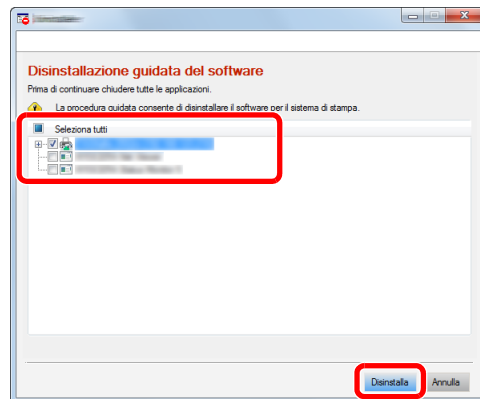 Disinstallazione guidata del software
Prima di continuare chiudere tutte le applicazioni.
La procedura guidata consente di disinstallare il software per il sistema di stampa.
Seleziona tutti
Disinstalla Annulla